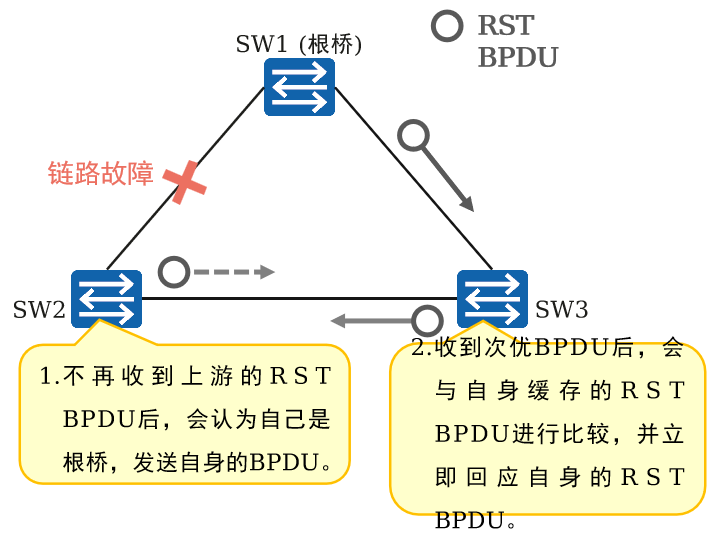 RST
BPDU
SW1 (根桥)
链路故障
SW2
SW3
1.不再收到上游的RST
BPDU后，会认为自己是
根桥，发送自身的BPDU。
2.收到次优BPDU后，会
与自身缓存的RST
BPDU进行比较，并立
即回应自身的RST
BPDU。